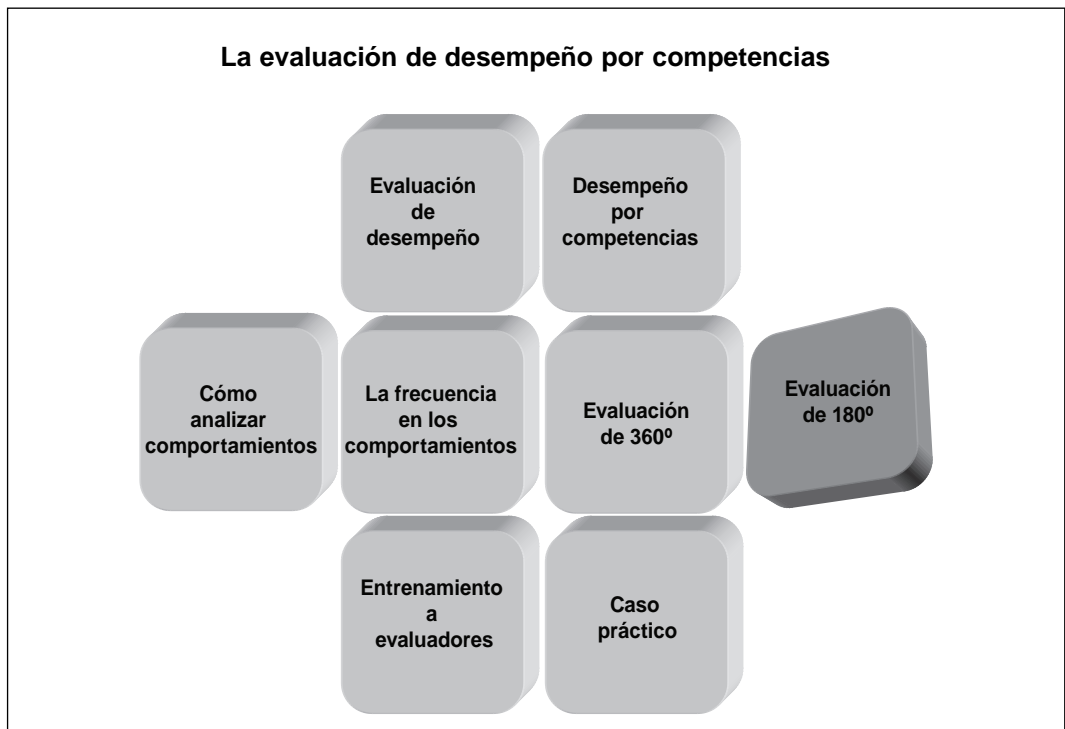 La evaluación de desempeño por competencias
Evaluación
de
desempeño
Desempeño
por
competencias
Cómo
analizar
comportamientos
La frecuencia
en los
comportamientos
Evaluación
de 360º
Evaluación
de 180º
Entrenamiento
a
evaluadores
Caso
práctico